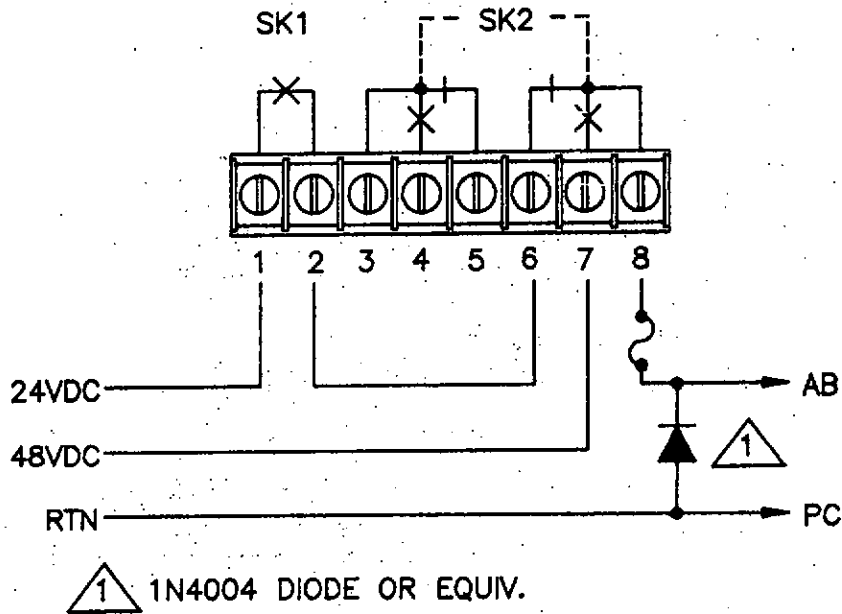 SK1 SK2
1 2 3 4 5 6 7 8
24VDC
AB
48VDC
1
RTN
PC
1 1N4004 DIODE OR EQUIV.